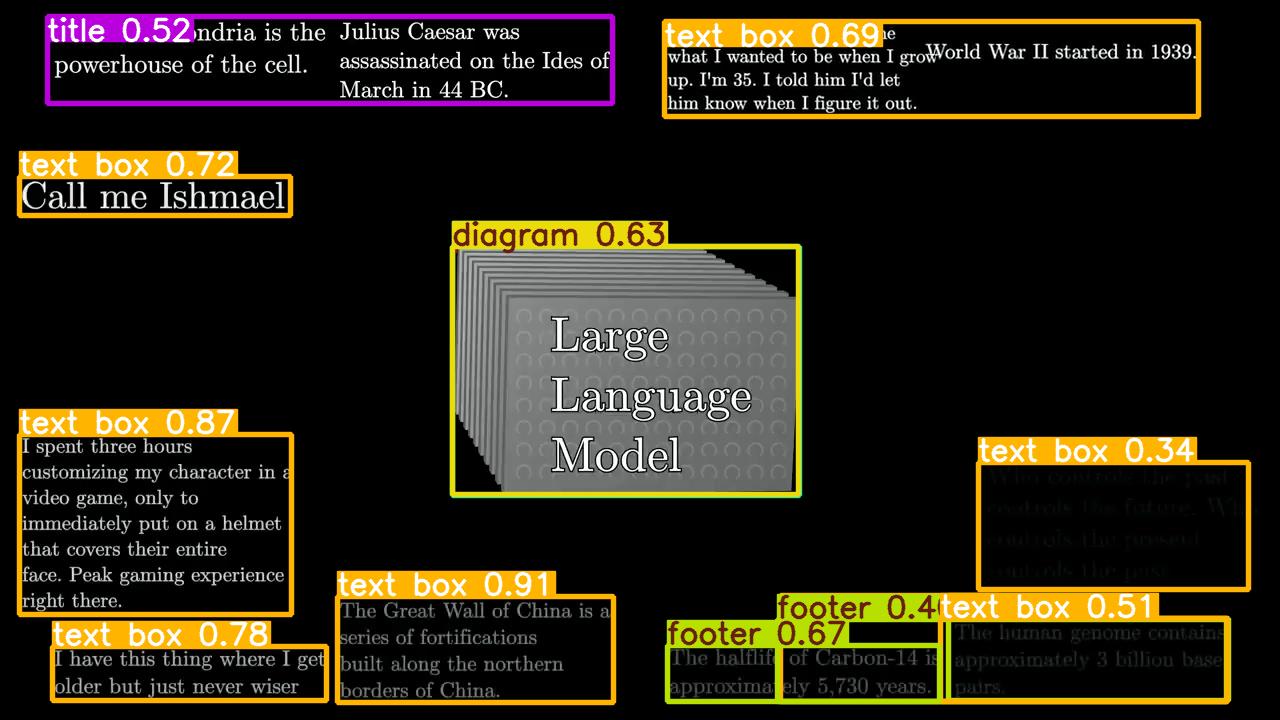 title 0.52
ndria is the
powerhouse of the cell.
Julius Caesar was
assassinated on the Ides of
March in 44 BC.
text box 0.69
what I wanted to be when I grow
up. I'm 35. I told him I'd let
him know when I figure it out.
World War II started in 1939.
text box 0.72
Call me Ishmael
diagram 0.63
Large
Language
Model
text box 0.87
I spent three hours
customizing my character in a
video game, only to
immediately put on a helmet
that covers their entire
face. Peak gaming experience
right there.
text box 0.34
Who controls the past
controls the future. Who
controls the present
controls the past
text box 0.78
I have this thing where I get
older but just never wiser
text box 0.91
The Great Wall of China is a
series of fortifications
built along the northern
borders of China.
footer 0.4
footer 0.67
The halflife of Carbon-14 is
approximately 5,730 years.
text box 0.51
The human genome contains
approximately 3 billion base
pairs.